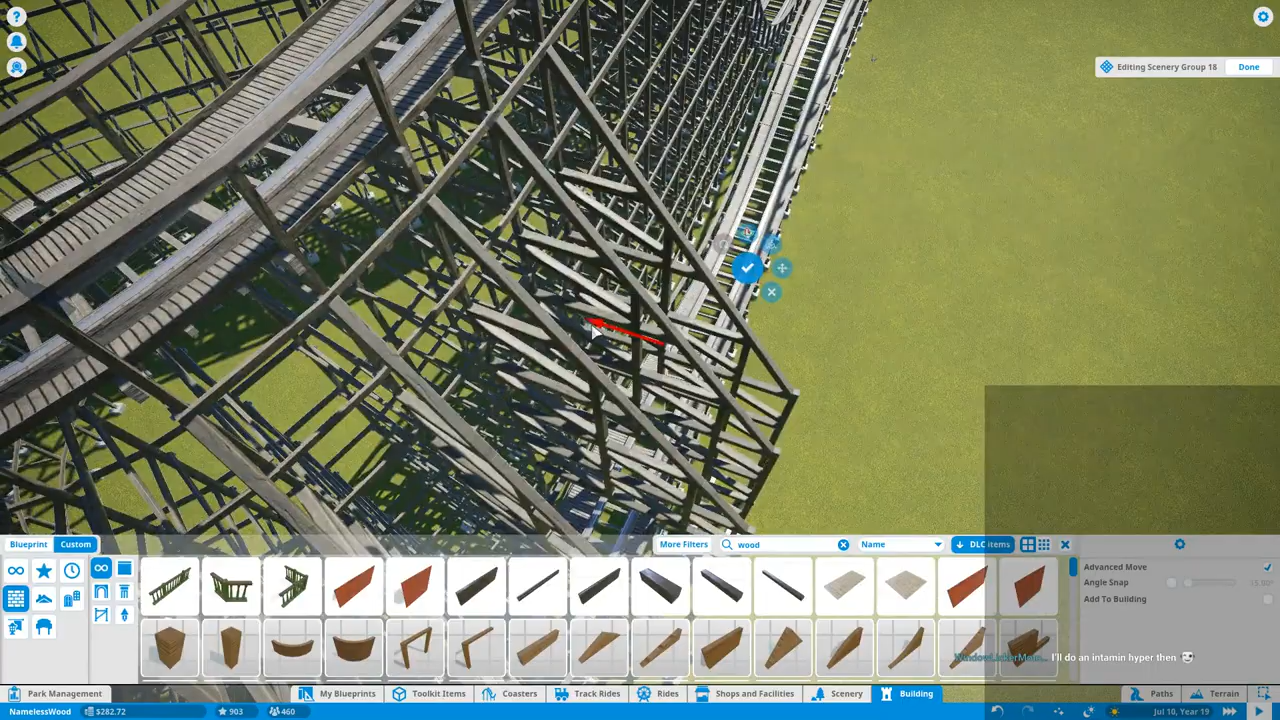 ?
Editing Scenery Group 18
Done
Blueprint
Custom
More Filters
wood
Name
DLC items
Advanced Move
Angle Snap
Add To Building
I'll do an intamin hyper then
Park Management
My Blueprints
Toolkit Items
Coasters
Track Rides
Rides
Shops and Facilities
Scenery
Building
Paths
Terrain
NamelessWood
$282.72
903
460
Jul 10, Year 19